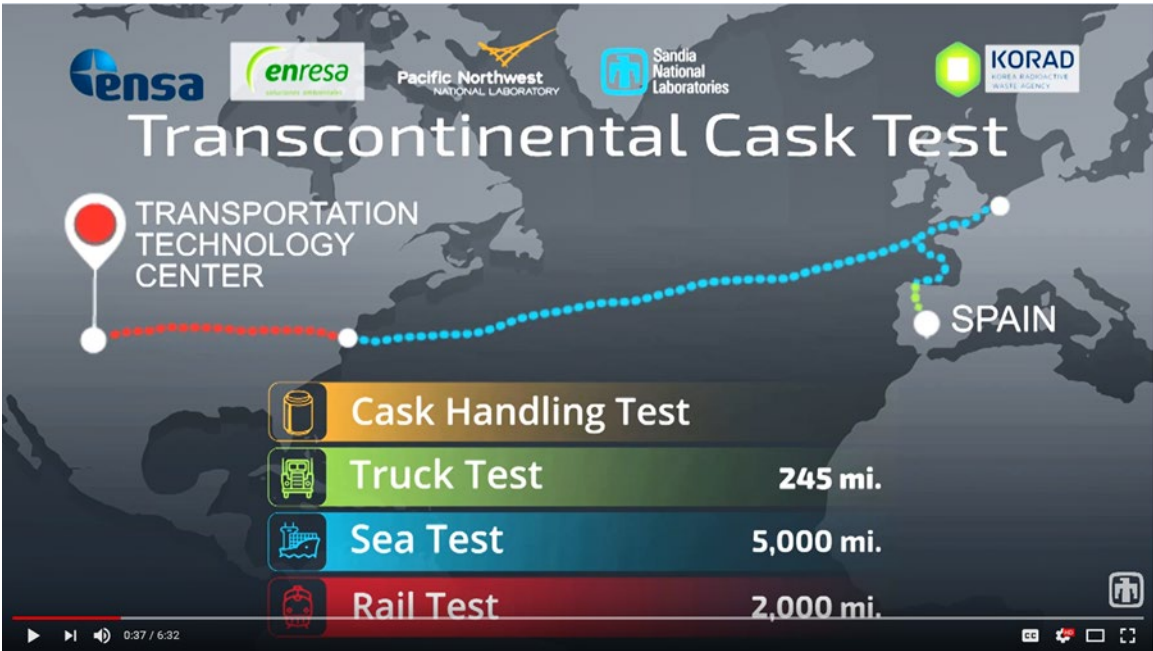 ensa
enresa
Pacific Northwest
NATIONAL LABORATORY
Sandia
National
Laboratories
KORAD
KOREA RADIOACTIVE
WASTE AGENCY
Transcontinental Cask Test
TRANSPORTATION
TECHNOLOGY
CENTER
SPAIN
Cask Handling Test
Truck Test 245 mi.
Sea Test 5,000 mi.
Rail Test 2,000 mi.
0:37 / 6:32
CC
HD